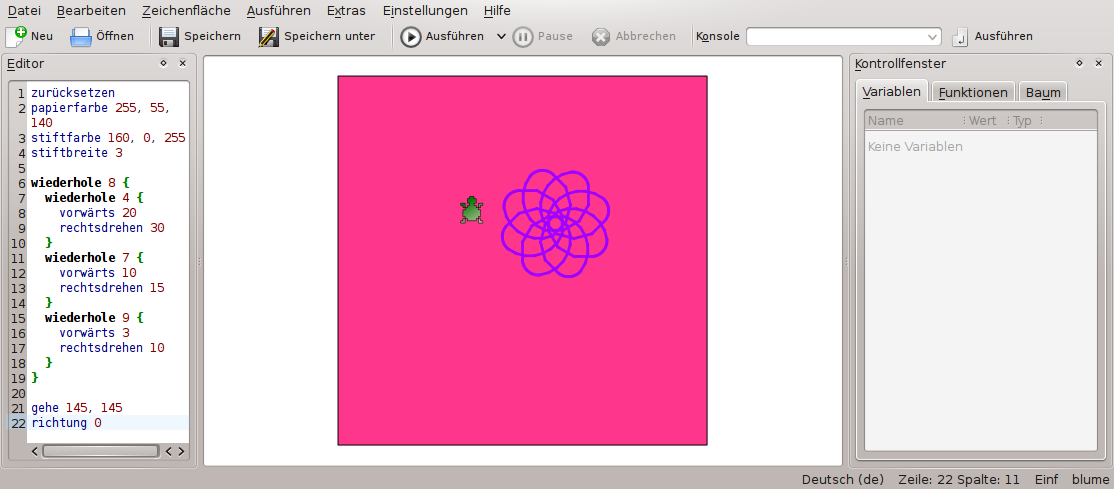 Datei Bearbeiten Zeichenfläche Ausführen Extras Einstellungen Hilfe
Neu Öffnen Speichern Speichern unter Ausführen Pause Abbrechen Konsole Ausführen
Editor
1 zurücksetzen
2 papierfarbe 255, 55,
140
3 stiftfarbe 160, 0, 255
4 stiftbreite 3
5
6 wiederhole 8 {
7 wiederhole 4 {
8 vorwärts 20
9 rechtsdrehen 30
10 }
11 wiederhole 7 {
12 vorwärts 10
13 rechtsdrehen 15
14 }
15 wiederhole 9 {
16 vorwärts 3
17 rechtsdrehen 10
18 }
19 }
20
21 gehe 145, 145
22 richtung 0
Kontrollfenster
Variablen Funktionen Baum
Name Wert Typ
Keine Variablen
Deutsch (de) Zeile: 22 Spalte: 11 Einf blume